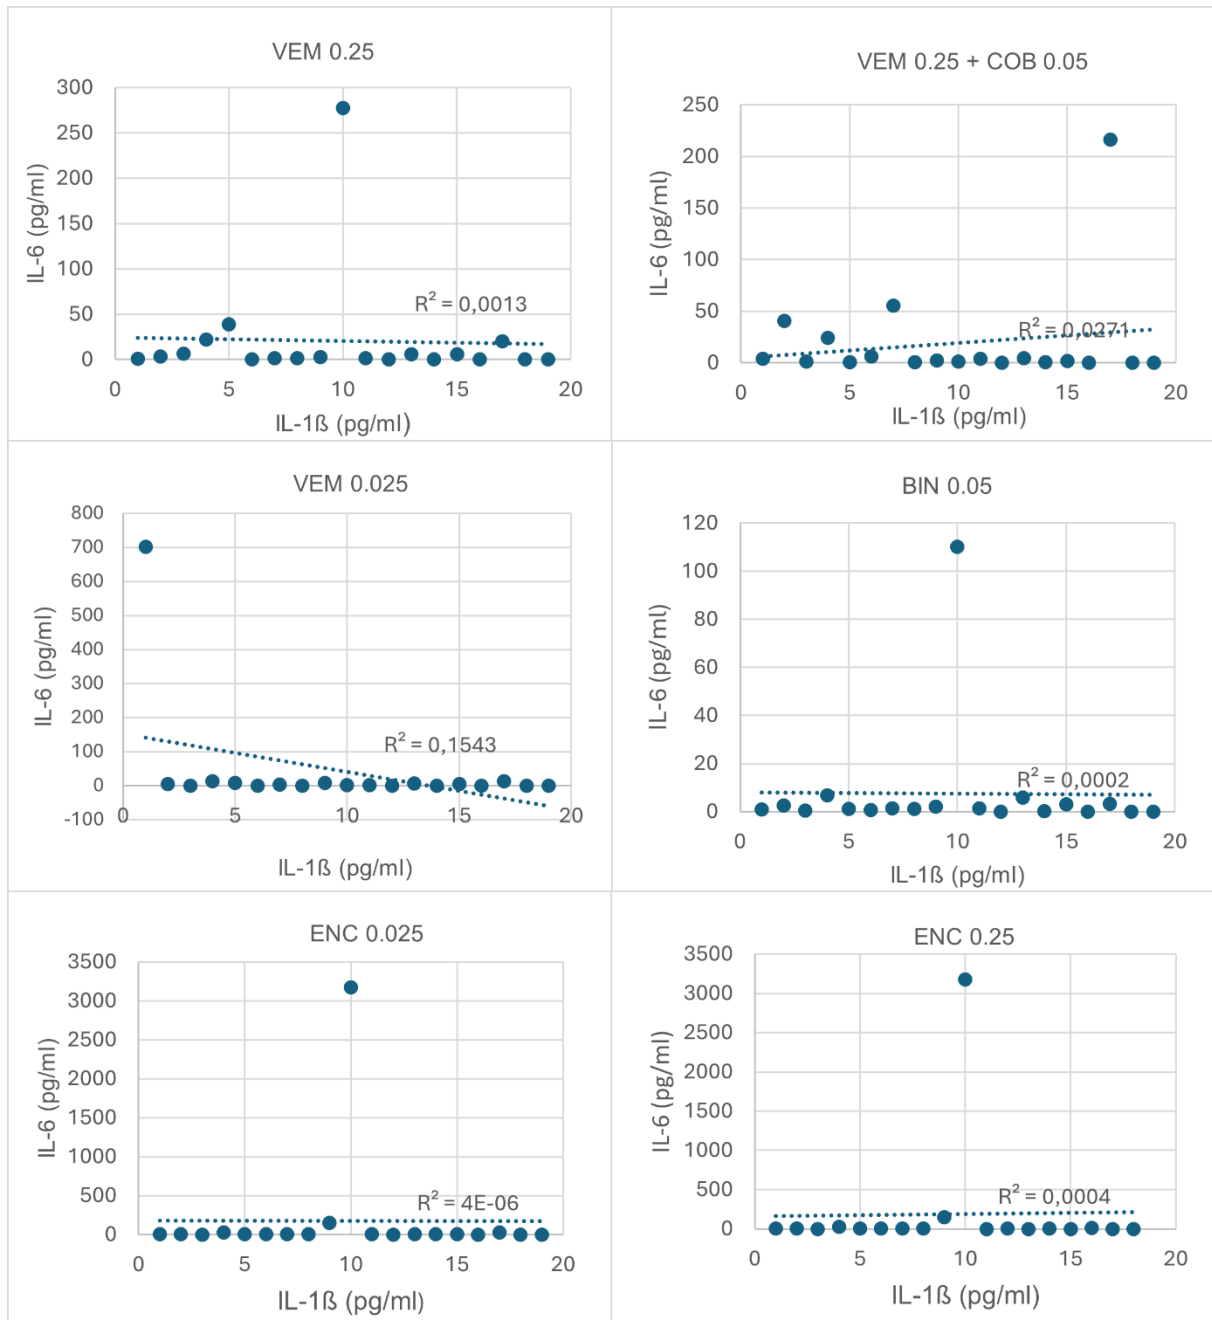 VEM 0.25
300
250
200
150
100
50
0
IL-6 (pg/ml)
R² = 0,0013
0 5 10 15 20
IL-1ß (pg/ml)
VEM 0.25 + COB 0.05
250
200
150
100
50
0
IL-6 (pg/ml)
R² = 0,0271
0 5 10 15 20
IL-1ß (pg/ml)
VEM 0.025
800
700
600
500
400
300
200
100
0
-100
IL-6 (pg/ml)
R² = 0,1543
0 5 10 15 20
IL-1ß (pg/ml)
BIN 0.05
120
100
80
60
40
20
0
IL-6 (pg/ml)
R² = 0,0002
0 5 10 15 20
IL-1ß (pg/ml)
ENC 0.025
3500
3000
2500
2000
1500
1000
500
0
IL-6 (pg/ml)
R² = 4E-06
0 5 10 15 20
IL-1ß (pg/ml)
ENC 0.25
3500
3000
2500
2000
1500
1000
500
0
IL-6 (pg/ml)
R² = 0,0004
0 5 10 15 20
IL-1ß (pg/ml)